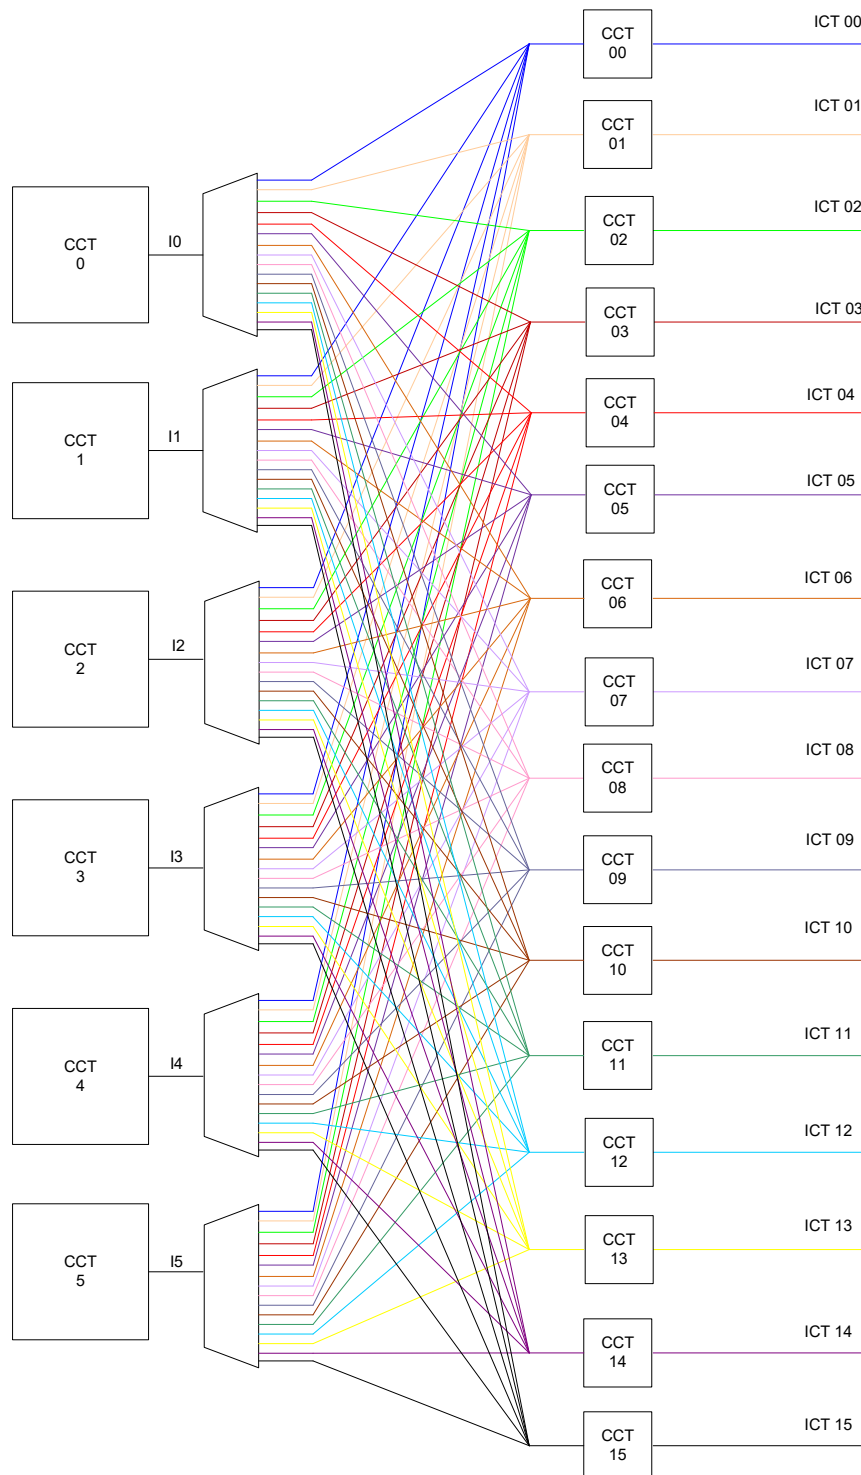 CCT
0
I0
CCT
1
I1
CCT
2
I2
CCT
3
I3
CCT
4
I4
CCT
5
I5
CCT
00
ICT 00
CCT
01
ICT 01
CCT
02
ICT 02
CCT
03
ICT 03
CCT
04
ICT 04
CCT
05
ICT 05
CCT
06
ICT 06
CCT
07
ICT 07
CCT
08
ICT 08
CCT
09
ICT 09
CCT
10
ICT 10
CCT
11
ICT 11
CCT
12
ICT 12
CCT
13
ICT 13
CCT
14
ICT 14
CCT
15
ICT 15